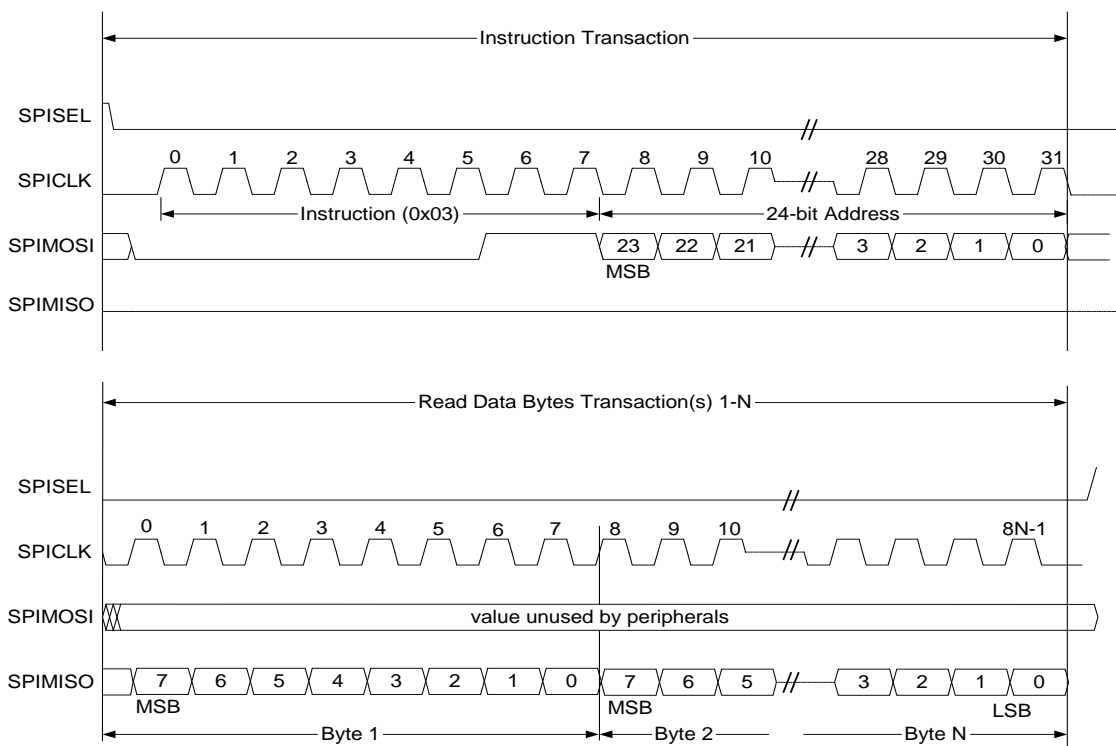 Instruction Transaction
SPISEL
0 1 2 3 4 5 6 7 8 9 10 28 29 30 31
SPICLK
Instruction (0x03) 24-bit Address
SPIMOSI 23 22 21 3 2 1 0
MSB
SPIMISO
Read Data Bytes Transaction(s) 1-N
SPISEL
0 1 2 3 4 5 6 7 8 9 10 8N-1
SPICLK
SPIMOSI value unused by peripherals
SPIMISO 7 6 5 4 3 2 1 0 7 6 5 3 2 1 0
MSB MSB LSB
Byte 1 Byte 2 Byte N